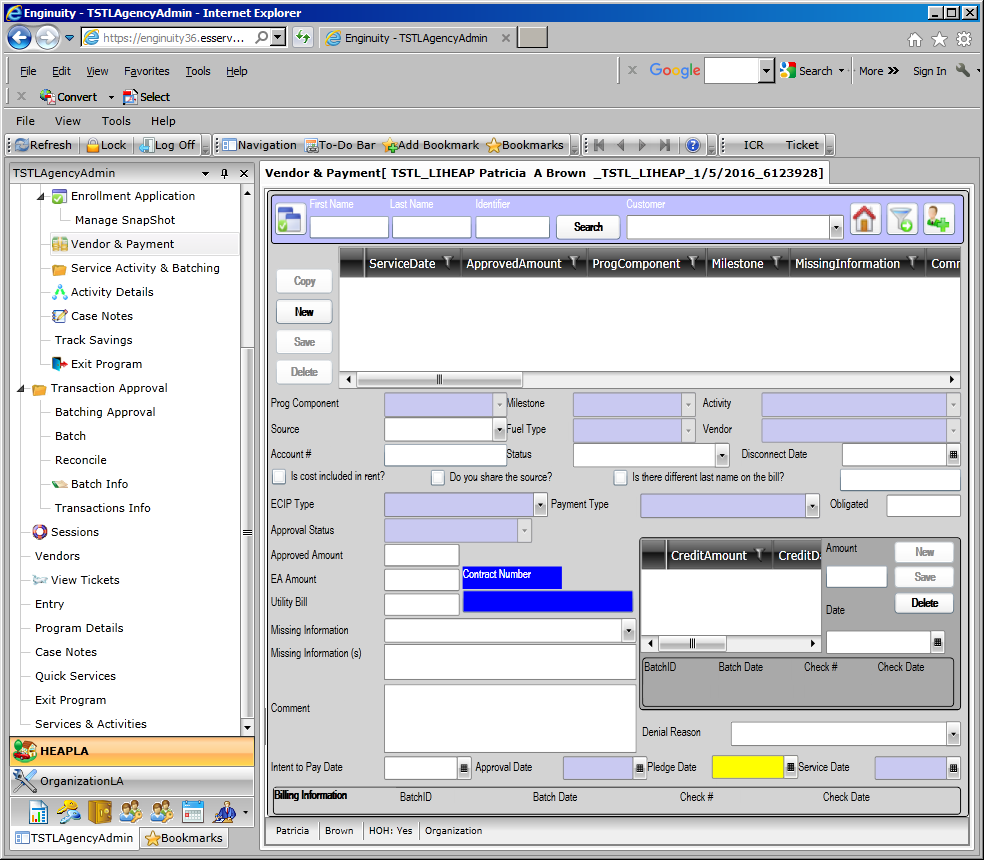 Enginuity - TSTLAgencyAdmin - Internet Explorer
https://enginuity36.esserv... Enginuity - TSTLAgencyAdmin
File Edit View Favorites Tools Help Google Search More Sign In
Convert Select
File View Tools Help
Refresh Lock Log Off Navigation To-Do Bar Add Bookmark Bookmarks ICR Ticket
TSTLAgencyAdmin
Enrollment Application
Manage SnapShot
Vendor & Payment
Service Activity & Batching
Activity Details
Case Notes
Track Savings
Exit Program
Transaction Approval
Batching Approval
Batch
Reconcile
Batch Info
Transactions Info
Sessions
Vendors
View Tickets
Entry
Program Details
Case Notes
Quick Services
Exit Program
Services & Activities
HEAPLA
OrganizationLA
TSTLAgencyAdmin Bookmarks
Vendor & Payment[ TSTL_LIHEAP Patricia A Brown _TSTL_LIHEAP_1/5/2016_6123928]
First Name Last Name Identifier Customer
Search
ServiceDate ApprovedAmount ProgComponent Milestone MissingInformation Comm
Copy
New
Save
Delete
Prog Component Milestone Activity
Source Fuel Type Vendor
Account # Status Disconnect Date
Is cost included in rent? Do you share the source? Is there different last name on the bill?
ECIP Type Payment Type Obligated
Approval Status
Approved Amount
EA Amount Contract Number
Utility Bill
Missing Information
Missing Information (s)
Comment
CreditAmount CreditDa Amount New
Save
Date Delete
BatchID Batch Date Check # Check Date
Denial Reason
Intent to Pay Date Approval Date Pledge Date Service Date
Billing Information BatchID Batch Date Check # Check Date
Patricia Brown HOH: Yes Organization